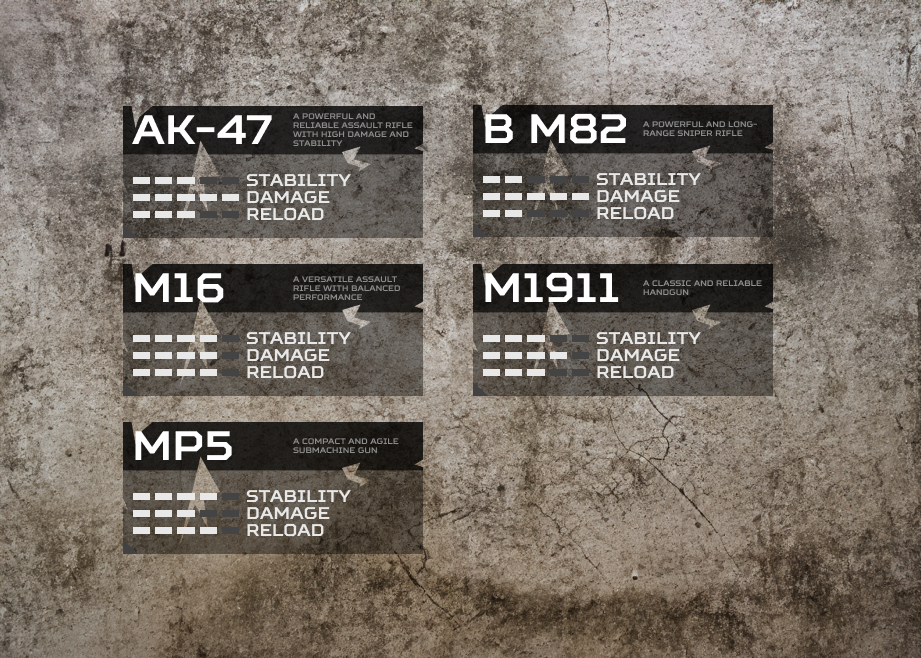 AK-47
A POWERFUL AND
RELIABLE ASSAULT RIFLE
WITH HIGH DAMAGE AND
STABILITY
STABILITY
DAMAGE
RELOAD
B M82
A POWERFUL AND LONG-
RANGE SNIPER RIFLE
STABILITY
DAMAGE
RELOAD
M16
A VERSATILE ASSAULT
RIFLE WITH BALANCED
PERFORMANCE
STABILITY
DAMAGE
RELOAD
M1911
A CLASSIC AND RELIABLE
HANDGUN
STABILITY
DAMAGE
RELOAD
MP5
A COMPACT AND AGILE
SUBMACHINE GUN
STABILITY
DAMAGE
RELOAD